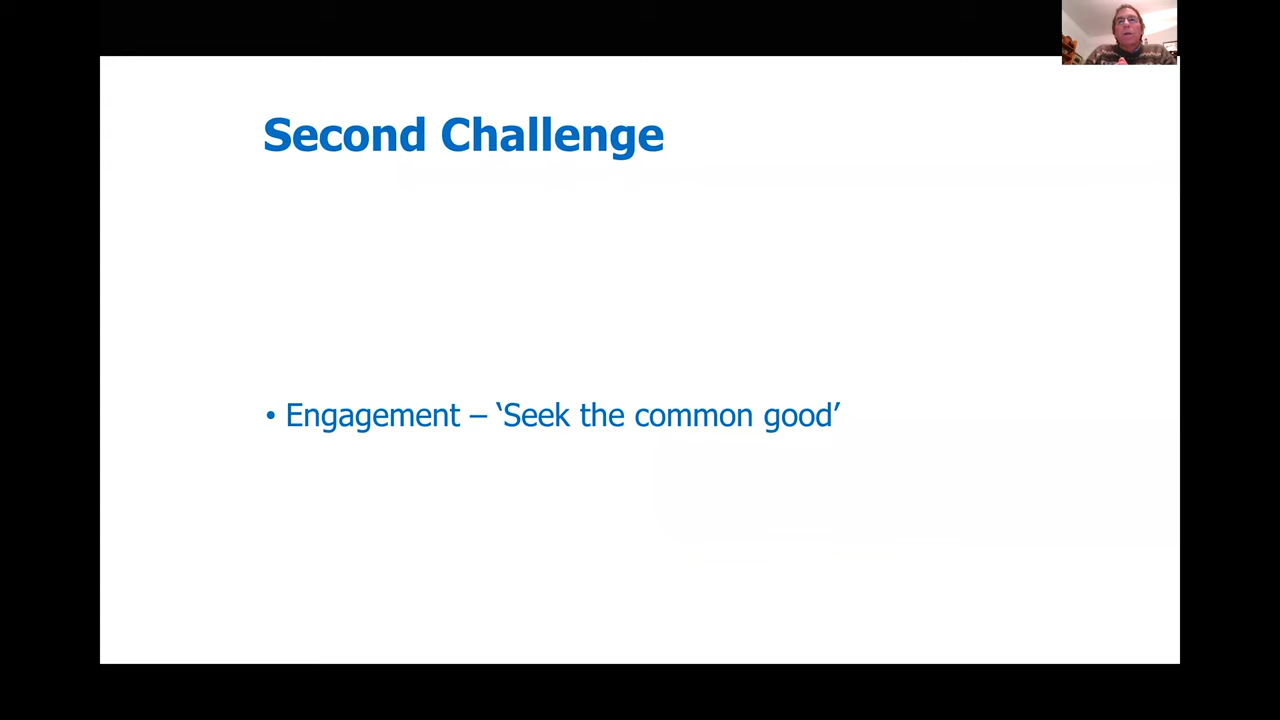 Second Challenge
• Engagement – ‘Seek the common good’